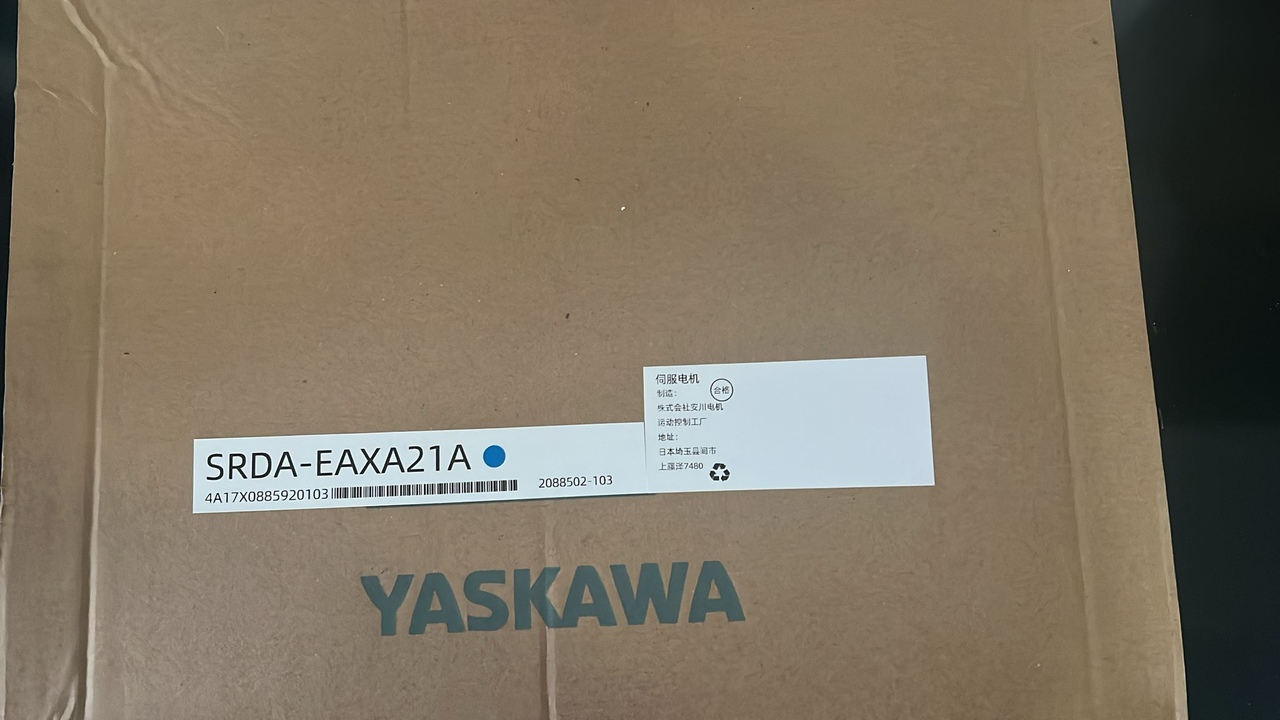 SRDA-EAXA21A
4A17X0885920103
2088502-103
伺服电机
合格
制造:
株式会社安川电机
运动控制工厂
地址:
日本埼玉县间市
上藤泽7480
YASKAWA